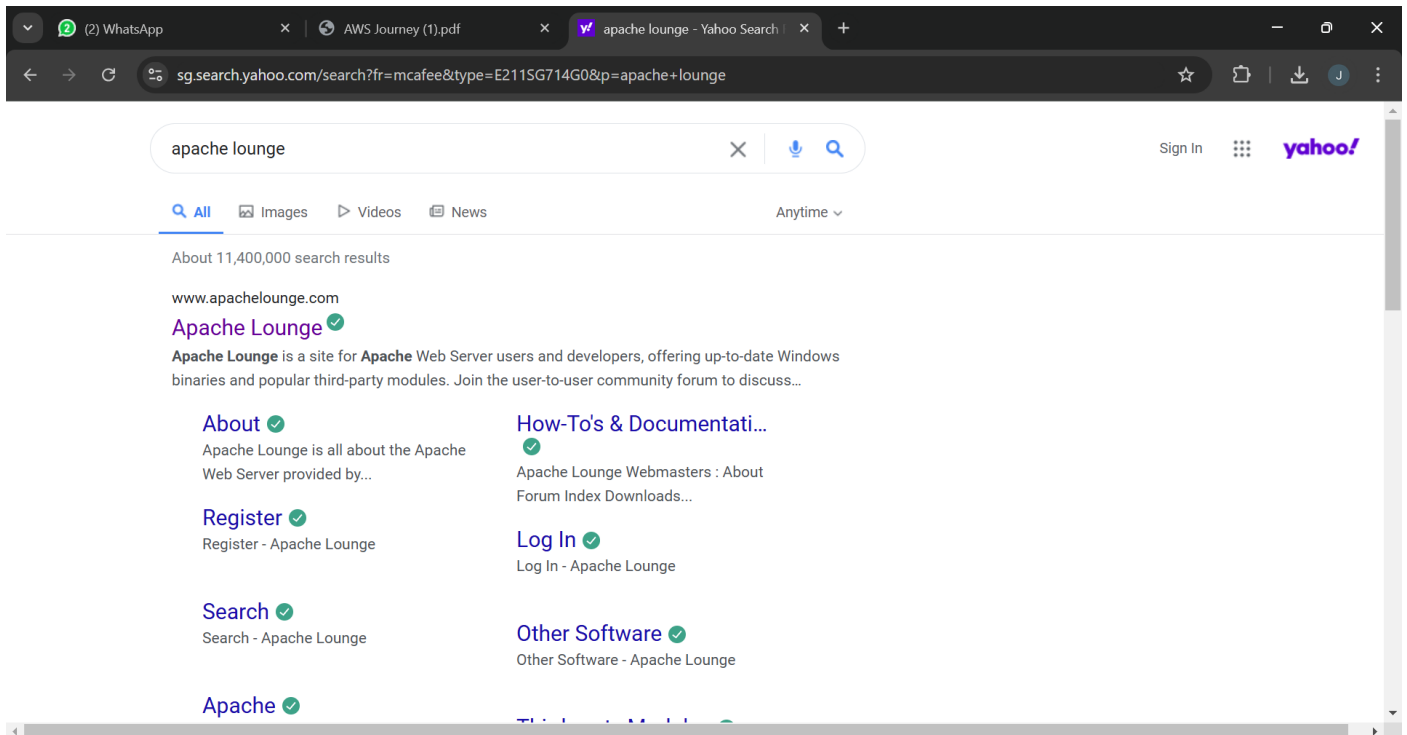 2 (2) WhatsApp AWS Journey (1).pdf y! apache lounge - Yahoo Search
sg.search.yahoo.com/search?fr=mcafee&type=E211SG714G0&p=apache+lounge J
apache lounge Sign In yahoo!
All Images Videos News Anytime
About 11,400,000 search results
www.apachelounge.com
Apache Lounge
Apache Lounge is a site for Apache Web Server users and developers, offering up-to-date Windows
binaries and popular third-party modules. Join the user-to-user community forum to discuss...
About
Apache Lounge is all about the Apache
Web Server provided by...
Register
Register - Apache Lounge
Search
Search - Apache Lounge
Apache
How-To's & Documentati...
Apache Lounge Webmasters : About
Forum Index Downloads...
Log In
Log In - Apache Lounge
Other Software
Other Software - Apache Lounge